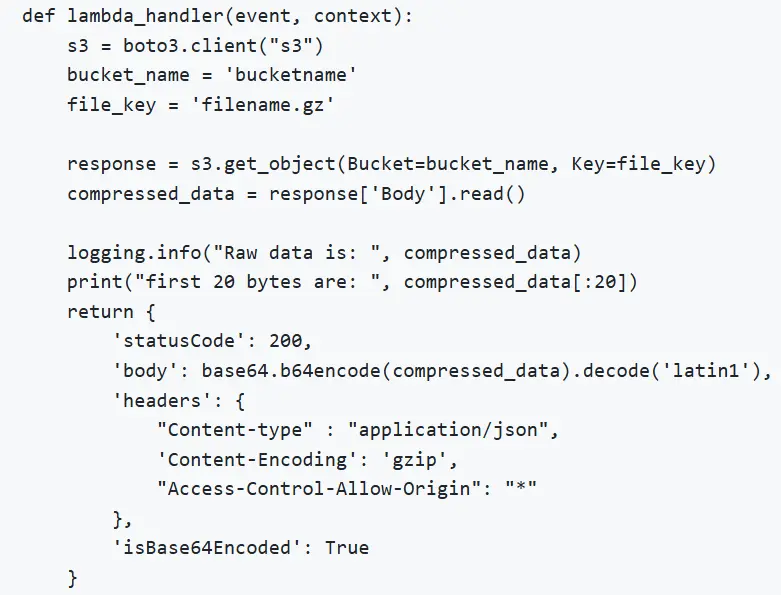 def lambda_handler(event, context):
    s3 = boto3.client("s3")
    bucket_name = 'bucketname'
    file_key = 'filename.gz'

    response = s3.get_object(Bucket=bucket_name, Key=file_key)
    compressed_data = response['Body'].read()

    logging.info("Raw data is: ", compressed_data)
    print("first 20 bytes are: ", compressed_data[:20])
    return {
        'statusCode': 200,
        'body': base64.b64encode(compressed_data).decode('latin1'),
        'headers': {
            "Content-type" : "application/json",
            'Content-Encoding': 'gzip',
            "Access-Control-Allow-Origin": "*"
        },
        'isBase64Encoded': True
    }